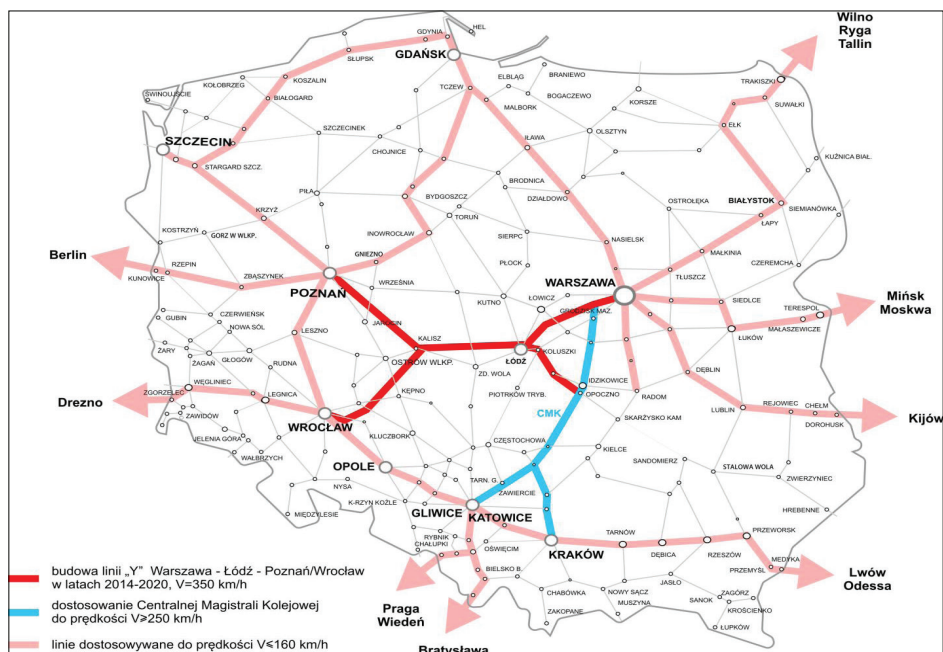 Wilno
Ryga
Tallin
HEL
GDYNIA
GDAŃSK
SŁUPSK
KOSZALIN
KOŁOBRZEG
BIAŁOGARD
ŚWINOUJŚCIE
TCZEW
ELBLĄG
BRANIEWO
BOGACZEWO
MALBORK
KORSZE
TRAKISZKI
SUWAŁKI
EŁK
SZCZECIN
STARGARD SZCZ.
SZCZECINEK
CHOJNICE
IŁAWA
OLSZTYN
KUŹNICA BIAŁ.
PIŁA
BYDGOSZCZ
BRODNICA
DZIAŁDOWO
OSTROŁĘKA
BIAŁYSTOK
SIEMIANÓWKA
ŁAPY
KRZYŻ
TORUŃ
KOSTRZYN
GORZ W WLKP.
GNIEZNO
INOWROCŁAW
SIERPC
NASIELSK
MAŁKINIA
CZEREMCHA
Berlin
RZEPIN
KUNOWICE
ZBĄSZYNEK
POZNAŃ
WRZEŚNIA
PŁOCK
KUTNO
WARSZAWA
TŁUSZCZ
ŁOWICZ
GRODZISK MAZ.
SIEDLCE
TERESPOL
MAŁASZEWICZE
Mińsk
Moskwa
GUBIN
CZERWIEŃSK
NOWA SÓL
LESZNO
JAROCIN
KALISZ
ŁÓDŹ
KOLUSZKI
ŁUKÓW
ŻARY
ŻAGAŃ
GŁOGÓW
RUDNA
OSTRÓW WLKP.
ZD. WOLA
IDZIKOWICE
OPOCZNO
RADOM
DĘBLIN
WĘGLINIEC
ZGORZELEC
LEGNICA
KĘPNO
PIOTRKÓW TRYB.
CMK
SKARŻYSKO KAM
LUBLIN
REJOWIEC
CHEŁM
DOROHUSK
Kijów
Drezno
ZAWIDÓW
JELENIA GÓRA
WAŁBRZYCH
WROCŁAW
KLUCZBORK
CZĘSTOCHOWA
KIELCE
SANDOMIERZ
STALOWA WOLA
ZWIERZYNIEC
OPOLE
NYSA
TARN. G.
ZAWIERCIE
HREBENNE
MIĘDZYLESIE
K-RZYN KOŹLE
GLIWICE
KATOWICE
RYBNIK
CHAŁUPKI
OŚWIĘCIM
KRAKÓW
TARNÓW
DĘBICA
RZESZÓW
PRZEWORSK
MEDYKA
PRZEMYŚL
Lwów
Odessa
BIELSKO B.
CHABÓWKA
ZAKOPANE
NOWY SĄCZ
MUSZYNA
JASŁO
SANOK
ZAGÓRZ
KROŚCIENKO
ŁUPKÓW
Praga
Wiedeń
Bratysława
budowa linii „Y” Warszawa - Łódź - Poznań/Wrocław
w latach 2014-2020, V=350 km/h
dostosowanie Centralnej Magistrali Kolejowej
do prędkości V≥250 km/h
linie dostosowywane do prędkości V≤160 km/h